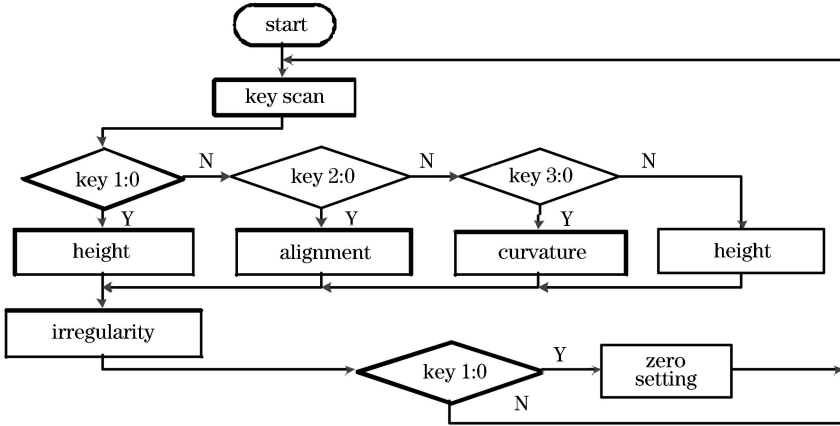 start
key scan
key 1:0
N
key 2:0
N
key 3:0
N
Y
Y
Y
height
alignment
curvature
height
irregularity
key 1:0
Y
zero
setting
N